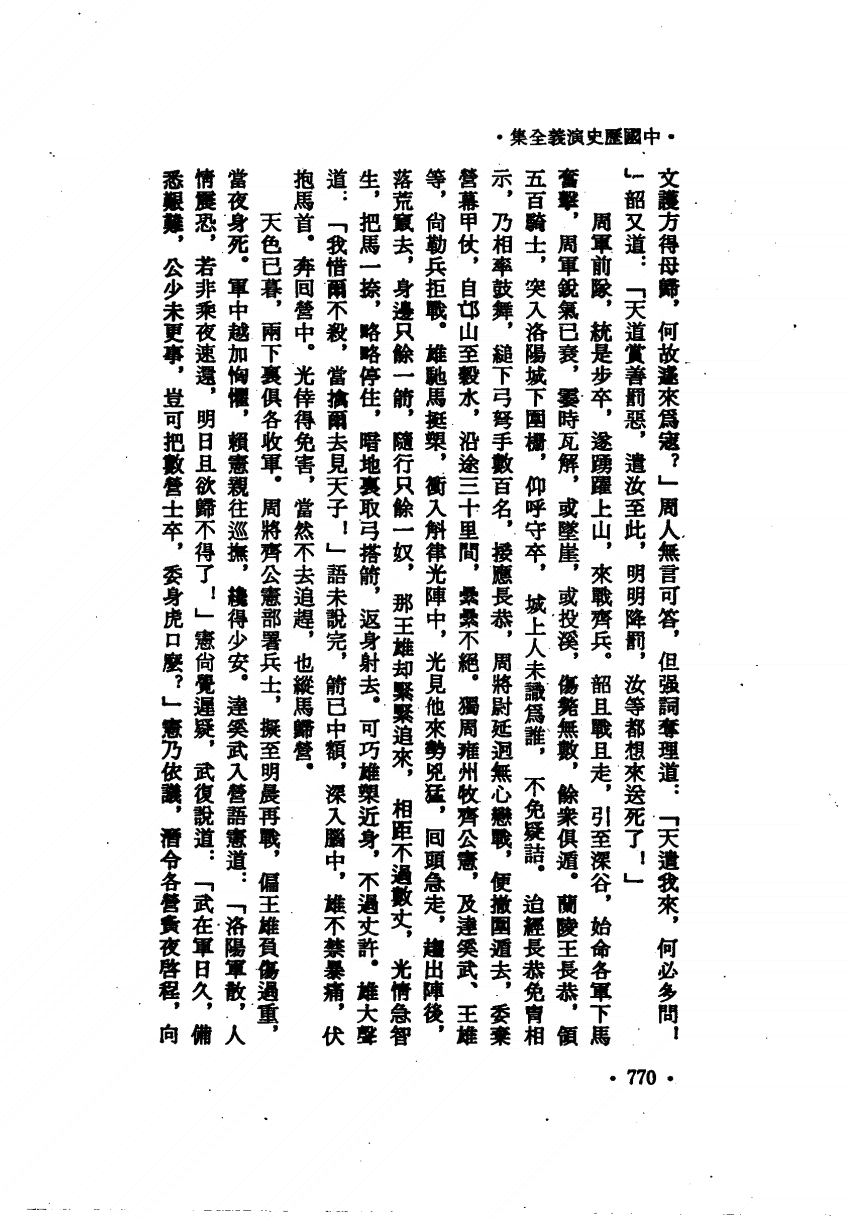 ·中國歷史演義全集·
文護方得母歸，何故遽來爲寇？」周人無言可答，但强詞奪理道：「天遣我來，何必多問！
」韶又道：「天道賞善罰惡，遣汝至此，明明降罰，汝等都想來送死了！」
周軍前隊，統是步卒，遂踴躍上山，來戰齊兵。韶且戰且走，引至深谷，始命各軍下馬
奮擊，周軍銳氣已衰，霎時瓦解，或墜崖，或投溪，傷斃無數，餘衆俱遁。蘭陵王長恭，領
五百騎士，突入洛陽城下圍柵，仰呼守卒，城上人未識爲誰，不免疑詰。迨經長恭免冑相
示，乃相率鼓舞，縋下弓弩手數百名，接應長恭，周將尉延迥無心戀戰，便撤圍遁去，委棄
營幕甲仗，自邙山至穀水，沿途三十里間，纍纍不絕。獨周雍州牧齊公憲，及達奚武、王雄
等，尙勒兵拒戰。雄馳馬挺槊，衝入斛律光陣中，光見他來勢兇猛，回頭急走，趨出陣後，
落荒竄去，身邊只餘一箭，隨行只餘一奴，那王雄却緊緊追來，相距不過數丈，光情急智
生，把馬一捺，略略停住，暗地裏取弓搭箭，返身射去。可巧雄槊近身，不過丈許。雄大聲
道：「我惜爾不殺，當擒爾去見天子！」語未說完，箭已中額，深入腦中，雄不禁暴痛，伏
抱馬首。奔回營中。光倖得免害，當然不去追趕，也縱馬歸營。
天色已暮，兩下裏俱各收軍。周將齊公憲部署兵士，擬至明晨再戰，偏王雄負傷過重，
當夜身死。軍中越加恟懼，賴憲親往巡撫，纔得少安。達奚武入營語憲道：「洛陽軍散，人
情震恐，若非乘夜速還，明日且欲歸不得了！」憲尙覺遲疑，武復說道：「武在軍日久，備
悉艱難，公少未更事，豈可把數營士卒，委身虎口麼？」憲乃依議，潛令各營夤夜啓程，向
·770·